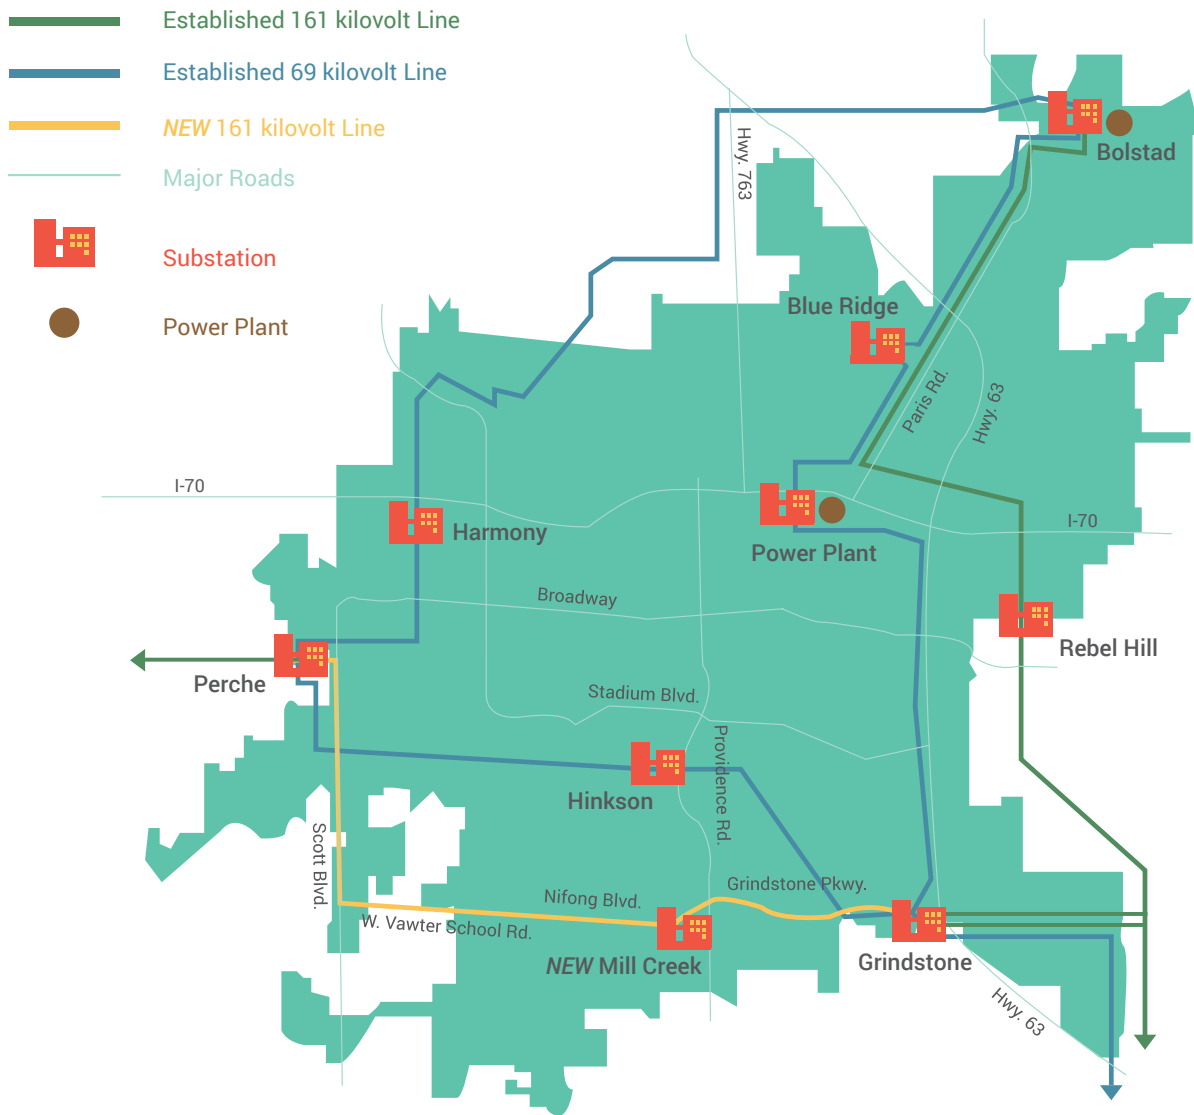 Established 161 kilovolt Line
Established 69 kilovolt Line
NEW 161 kilovolt Line
Major Roads
Substation
Power Plant
Bolstad
Hwy. 763
Blue Ridge
Paris Rd.
Hwy. 63
I-70
Harmony
Power Plant
I-70
Broadway
Rebel Hill
Perche
Stadium Blvd.
Providence Rd.
Hinkson
Scott Blvd.
Nifong Blvd.
Grindstone Pkwy.
W. Vawter School Rd.
NEW Mill Creek
Grindstone
Hwy. 63